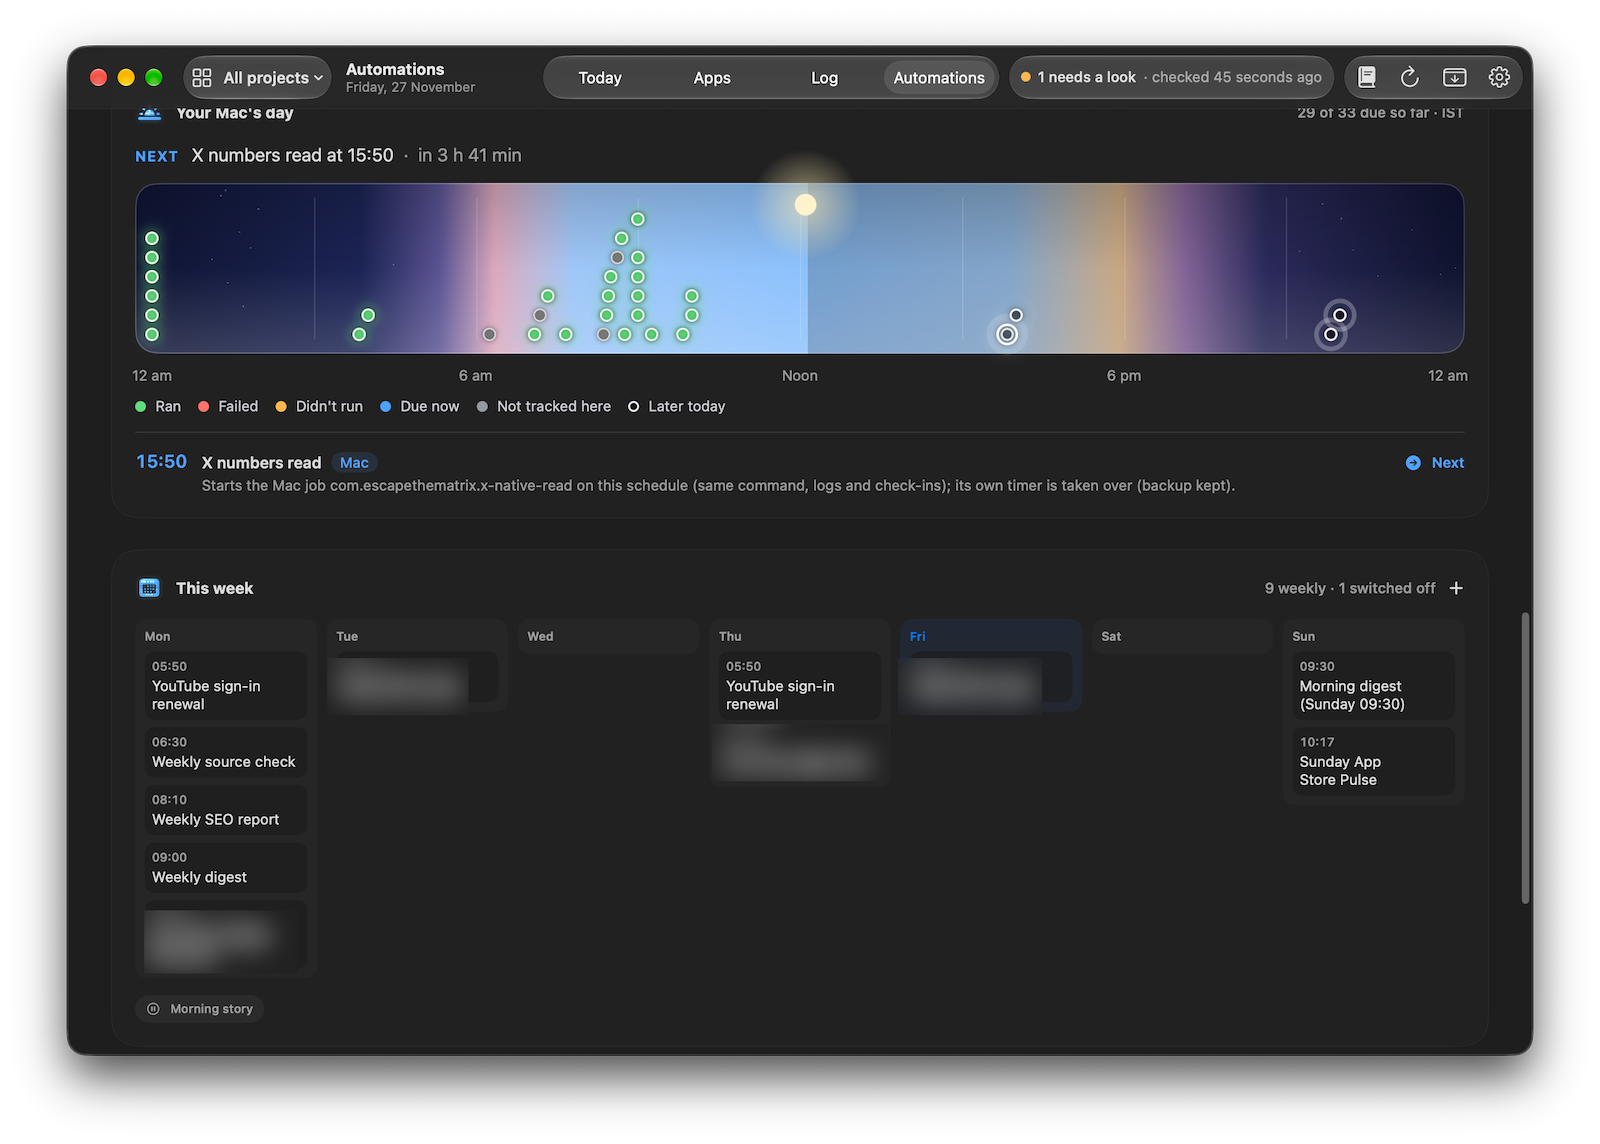 All projects
Automations
Friday, 27 November
Today
Apps
Log
Automations
1 needs a look · checked 45 seconds ago
Your Mac's day
29 of 33 due so far · IST
NEXT X numbers read at 15:50 · in 3 h 41 min
12 am
6 am
Noon
6 pm
12 am
Ran
Failed
Didn't run
Due now
Not tracked here
Later today
15:50 X numbers read Mac
Next
Starts the Mac job com.escapethematrix.x-native-read on this schedule (same command, logs and check-ins); its own timer is taken over (backup kept).
This week
9 weekly · 1 switched off
Mon
05:50
YouTube sign-in
renewal
06:30
Weekly source check
08:10
Weekly SEO report
09:00
Weekly digest
Tue
Wed
Thu
05:50
YouTube sign-in
renewal
Fri
Sat
Sun
09:30
Morning digest
(Sunday 09:30)
10:17
Sunday App
Store Pulse
Morning story